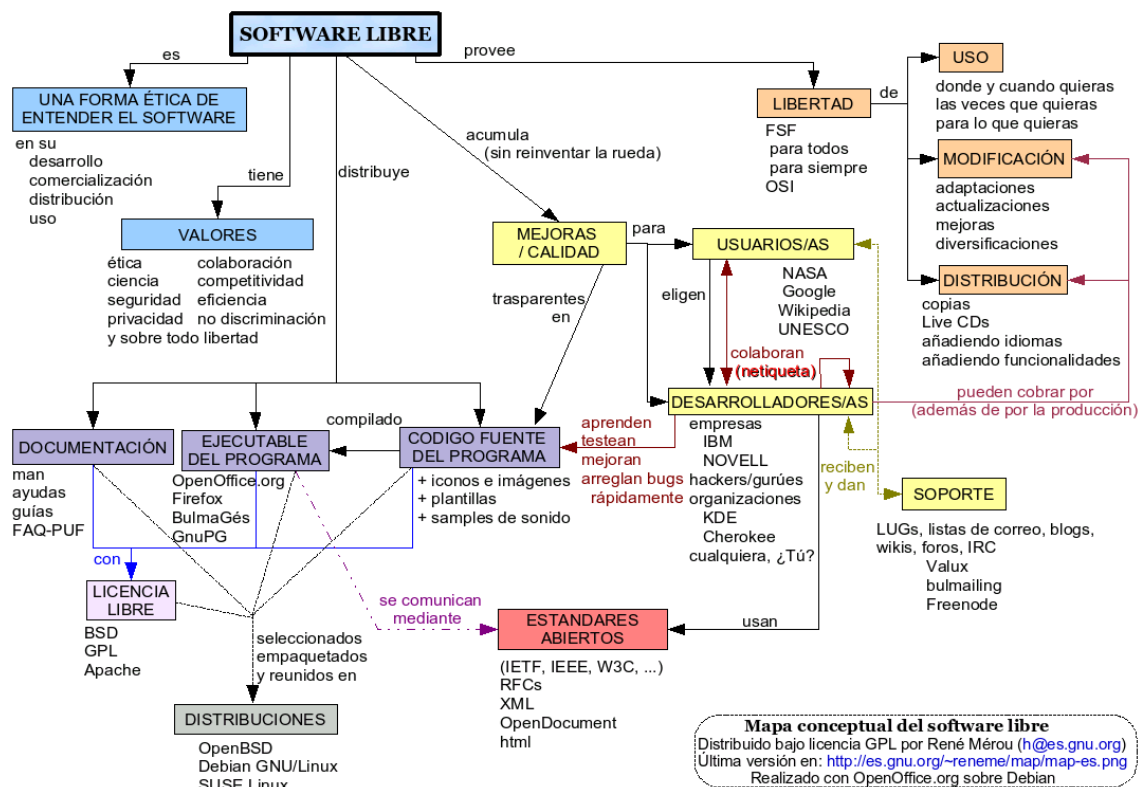 SOFTWARE LIBRE
es
provee
UNA FORMA ÉTICA DE
ENTENDER EL SOFTWARE
en su
desarrollo
comercialización
distribución
uso
tiene
VALORES
ética
ciencia
seguridad
privacidad
colaboración
competitividad
eficiencia
no discriminación
y sobre todo libertad
distribuye
acumula
(sin reinventar la rueda)
LIBERTAD
FSF
para todos
para siempre
OSI
de
USO
donde y cuando quieras
las veces que quieras
para lo que quieras
MODIFICACIÓN
adaptaciones
actualizaciones
mejoras
diversificaciones
DISTRIBUCIÓN
copias
Live CDs
añadiendo idiomas
añadiendo funcionalidades
MEJORAS
/ CALIDAD
para
trasparentes
en
USUARIOS/AS
NASA
Google
Wikipedia
UNESCO
eligen
colaboran
(netiqueta)
DESARROLLADORES/AS
empresas
IBM
NOVELL
hackers/gurúes
organizaciones
KDE
Cherokee
cualquiera, ¿Tú?
pueden cobrar por
(además de por la producción)
reciben
y dan
SOPORTE
LUGs, listas de correo, blogs,
wikis, foros, IRC
Valux
bulmailing
Freenode
aprenden
testean
mejoran
arreglan bugs
rápidamente
DOCUMENTACIÓN
man
ayudas
guías
FAQ-PUF
EJECUTABLE
DEL PROGRAMA
OpenOffice.org
Firefox
BulmaGés
GnuPG
compilado
CODIGO FUENTE
DEL PROGRAMA
+ iconos e imágenes
+ plantillas
+ samples de sonido
con
LICENCIA
LIBRE
BSD
GPL
Apache
se comunican
mediante
seleccionados
empaquetados
y reunidos en
usan
ESTANDARES
ABIERTOS
(IETF, IEEE, W3C, ...)
RFCs
XML
OpenDocument
html
DISTRIBUCIONES
OpenBSD
Debian GNU/Linux
SUSE Linux
Mapa conceptual del software libre
Distribuido bajo licencia GPL por René Mérou (h@es.gnu.org)
Última versión en: http://es.gnu.org/~reneme/map/map-es.png
Realizado con OpenOffice.org sobre Debian